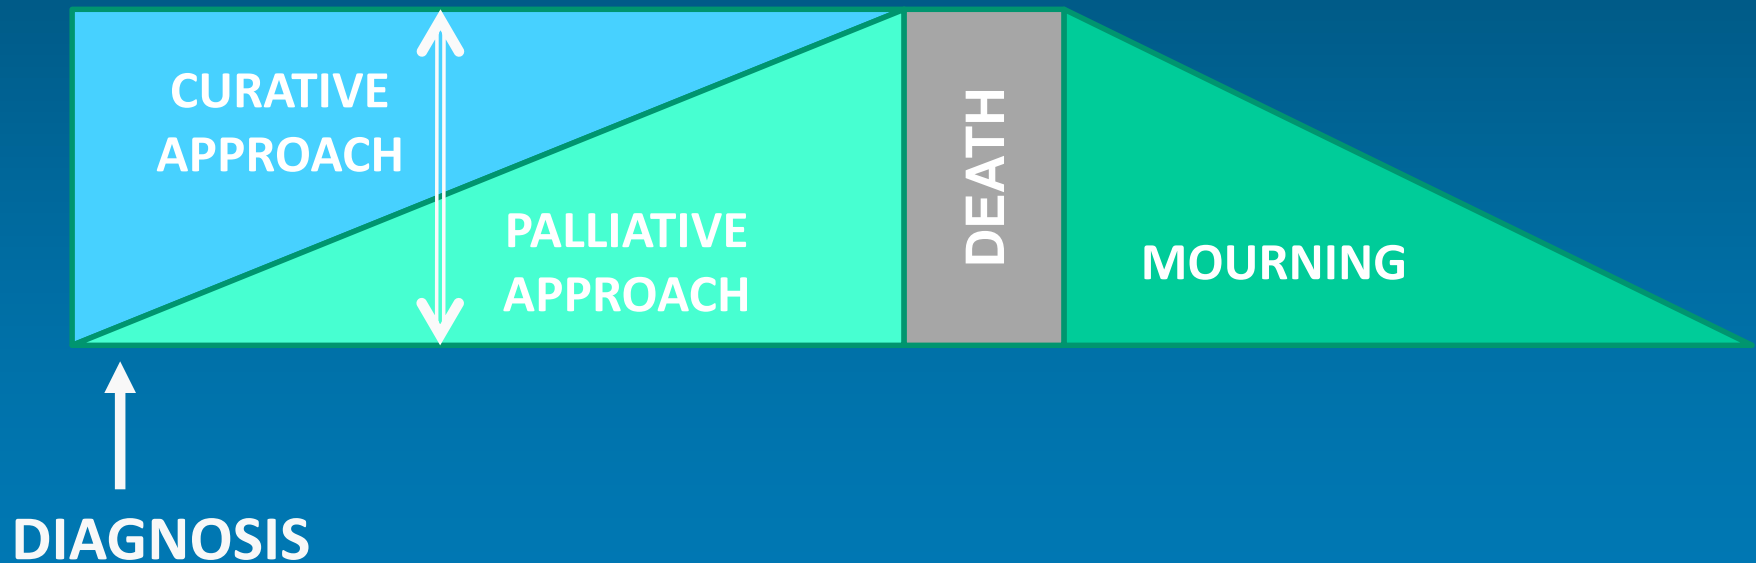 CURATIVE
APPROACH
PALLIATIVE
APPROACH
DEATH
MOURNING
DIAGNOSIS